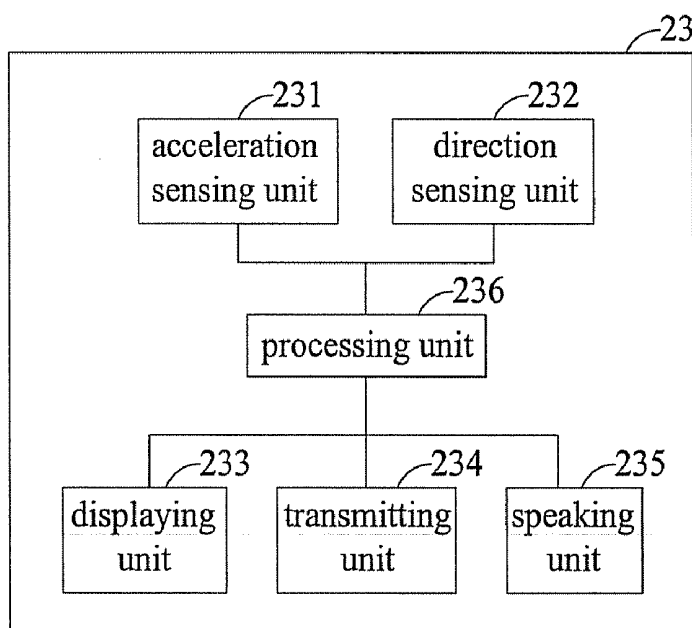 23
231
232
acceleration
sensing unit
direction
sensing unit
236
processing unit
233
234
235
displaying
unit
transmitting
unit
speaking
unit